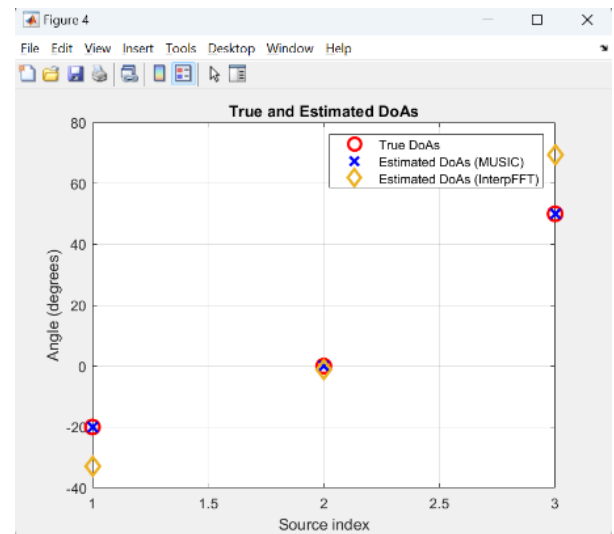 Figure 4
File Edit View Insert Tools Desktop Window Help
True and Estimated DoAs
80
60
40
20
0
-20
-40
Angle (degrees)
True DoAs
Estimated DoAs (MUSIC)
Estimated DoAs (InterpFFT)
1 1.5 2 2.5 3
Source index